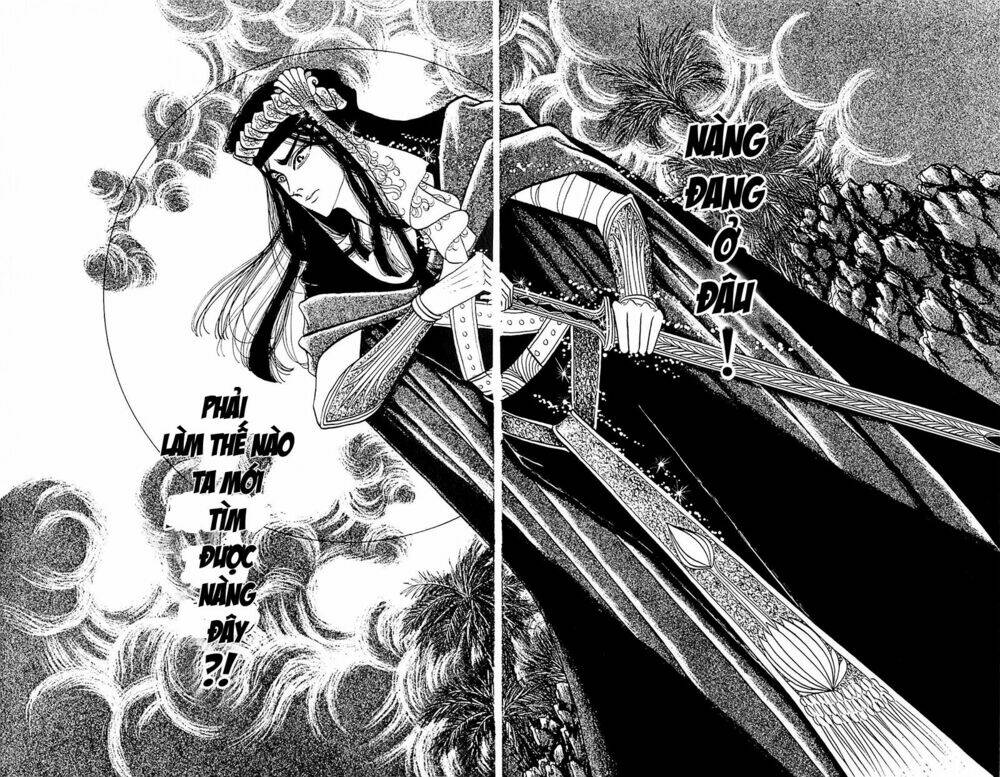 NÀNG
ĐANG
Ở
ĐÂU
!
PHẢI
LÀM THẾ NÀO
TA MỚI
TÌM
ĐƯỢC
NÀNG
ĐÂY
?!